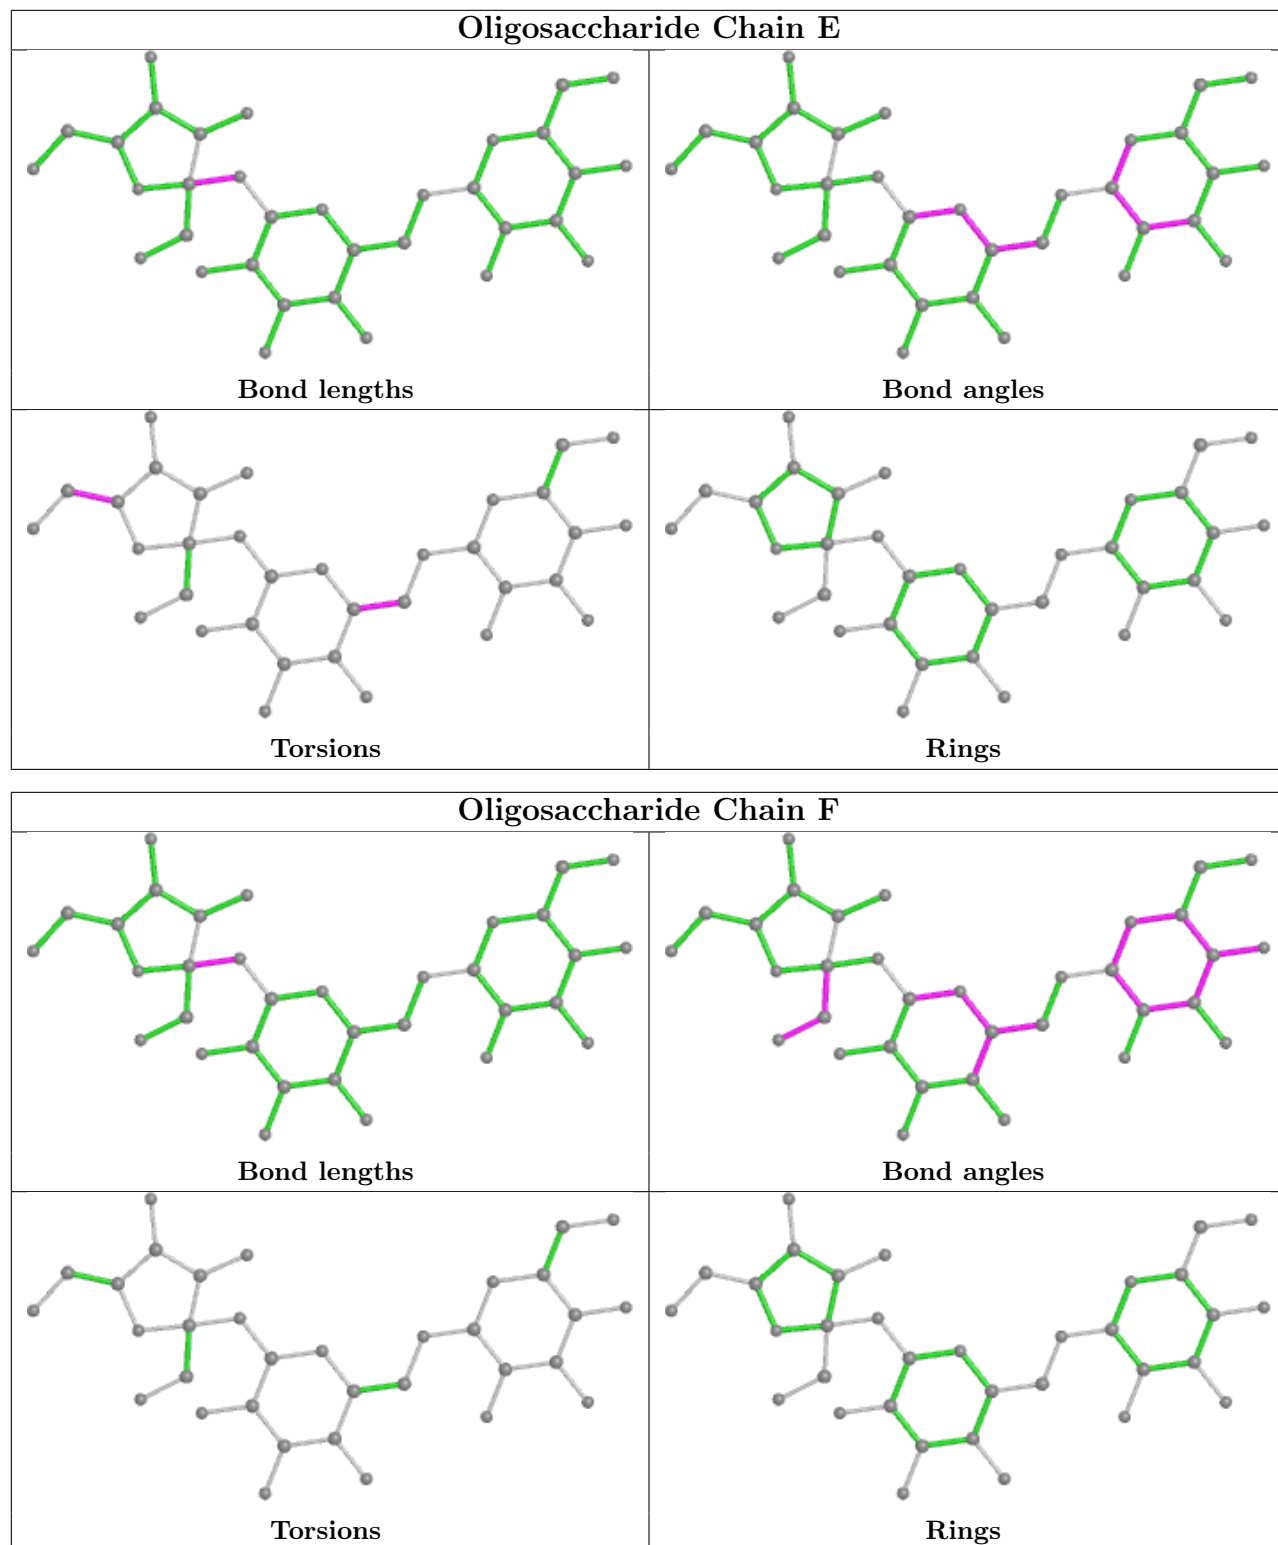 Oligosaccharide Chain E
Bond lengths
Bond angles
Torsions
Rings
Oligosaccharide Chain F
Bond lengths
Bond angles
Torsions
Rings